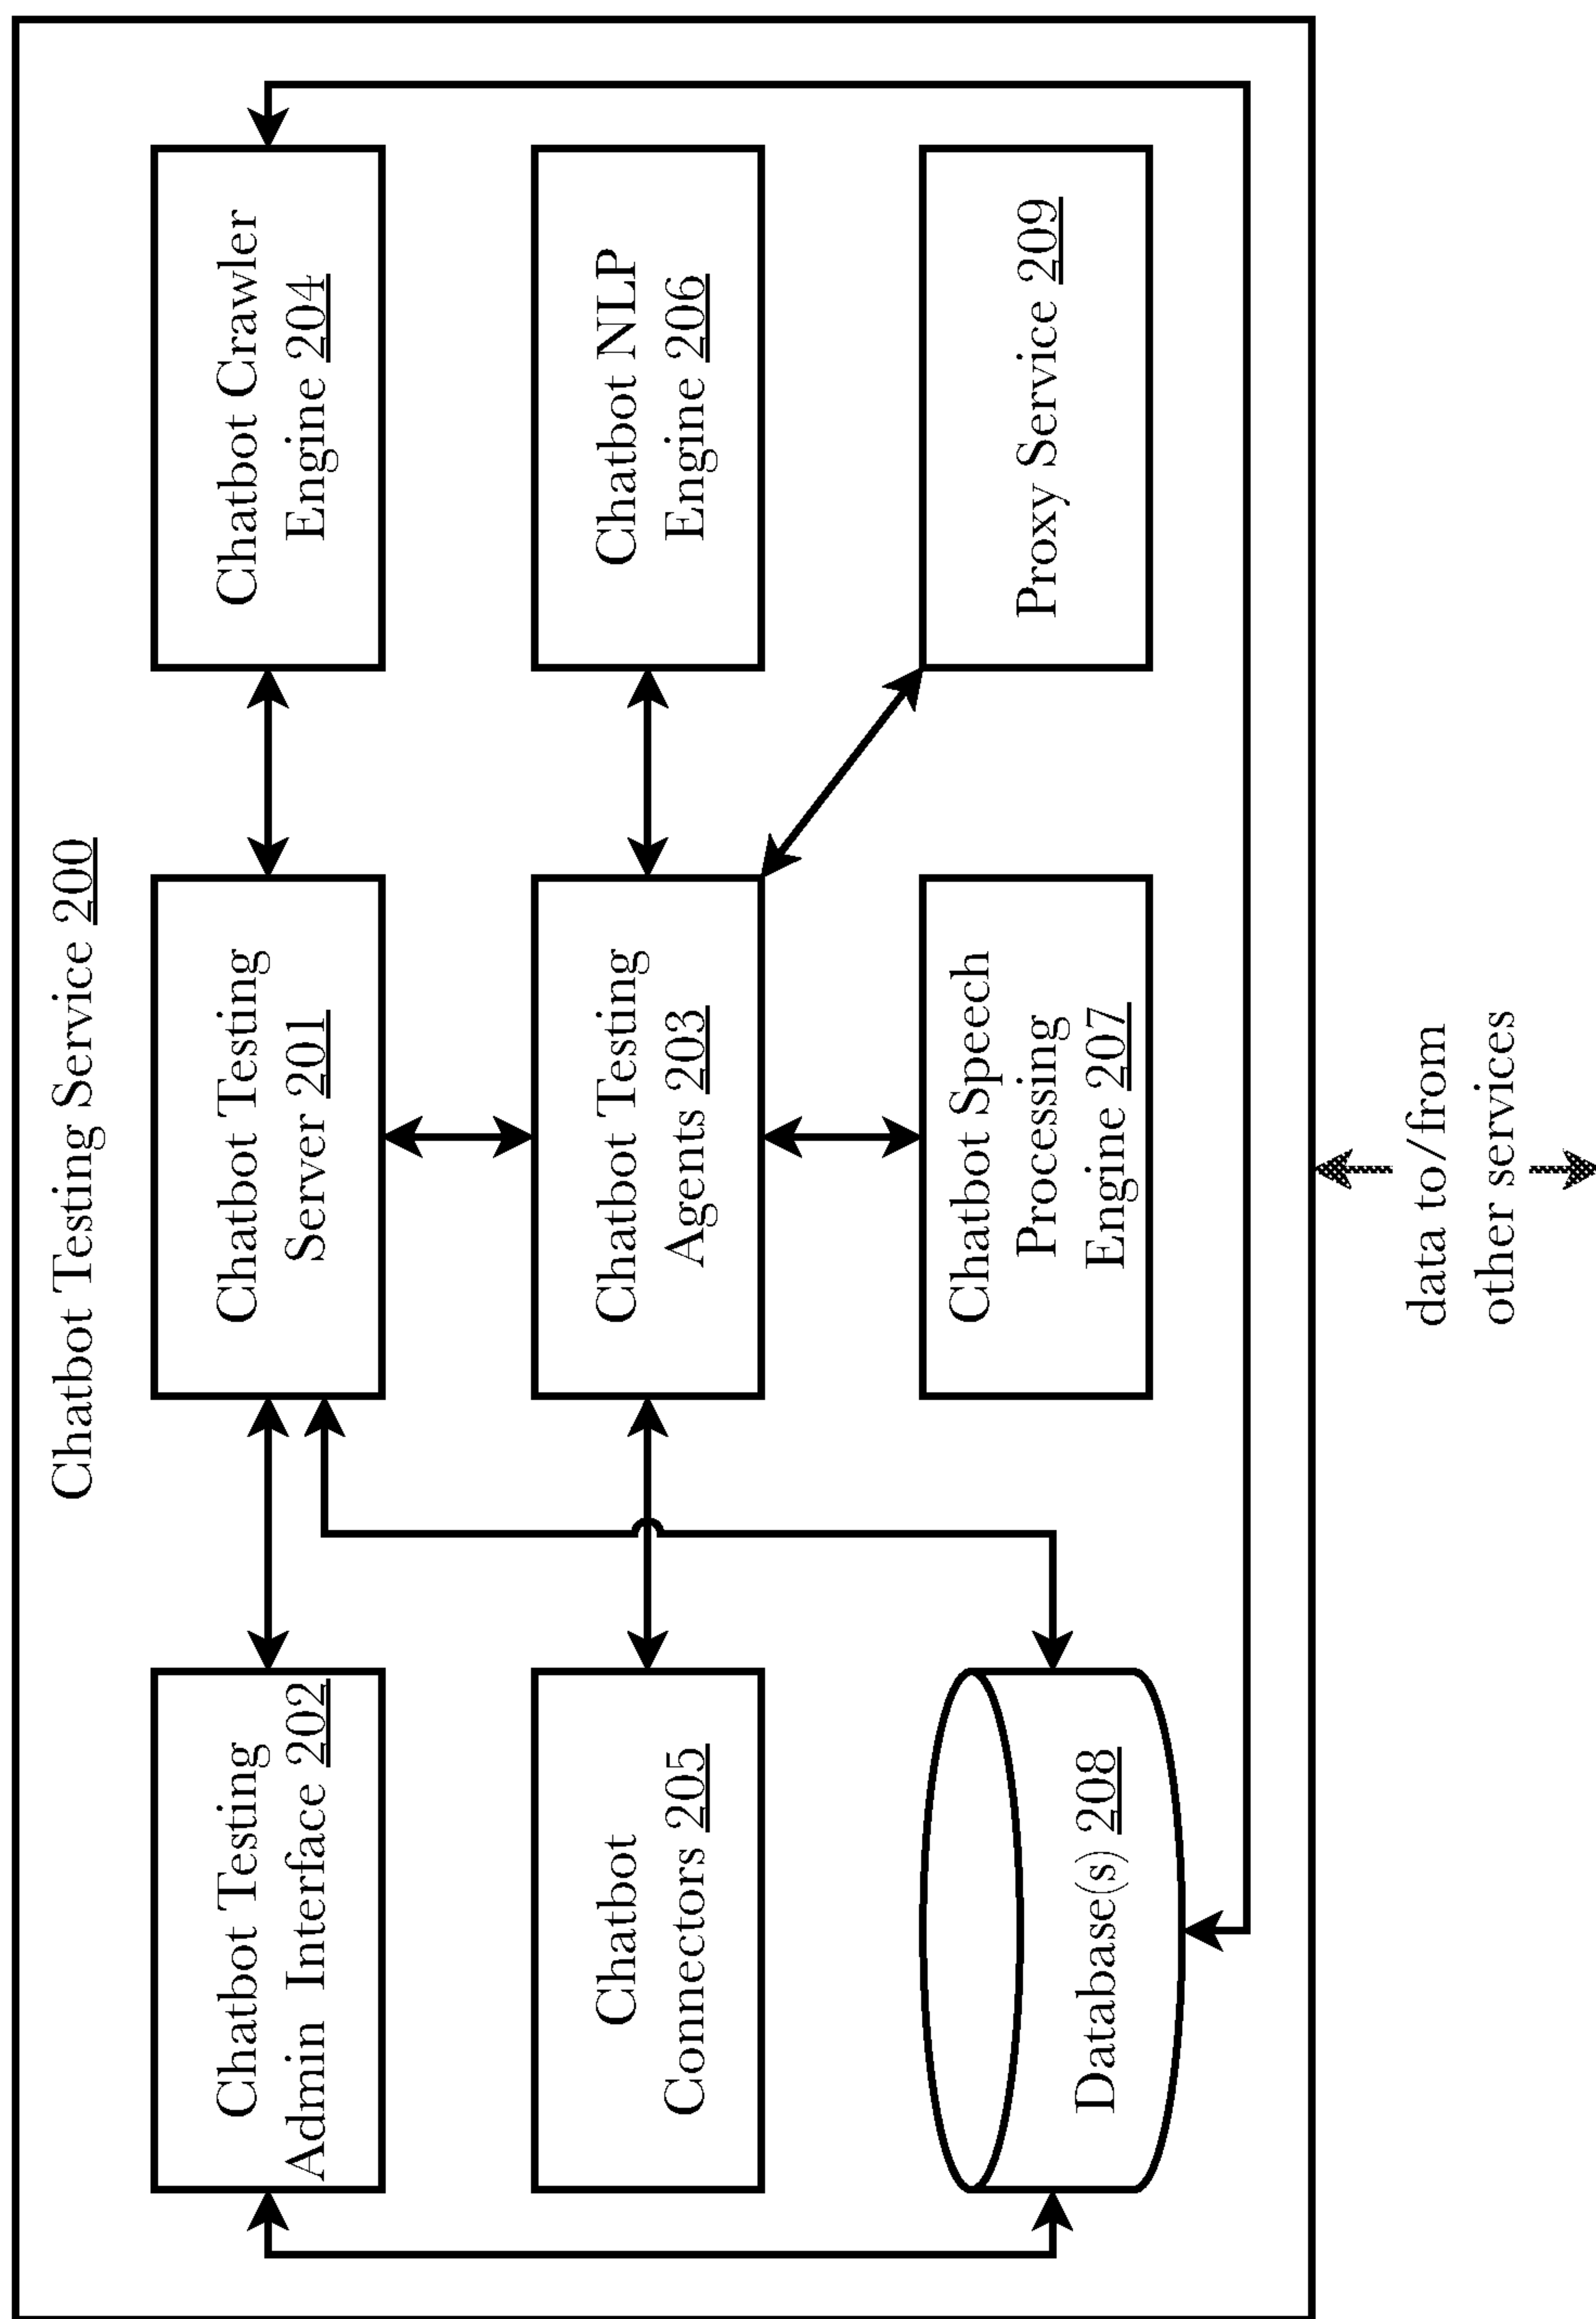 Chatbot Testing Service 200
Chatbot Testing
Admin Interface 202
Chatbot Testing
Server 201
Chatbot Crawler
Engine 204
Chatbot
Connectors 205
Chatbot Testing
Agents 203
Chatbot NLP
Engine 206
Database(s) 208
Chatbot Speech
Processing
Engine 207
Proxy Service 209
data to/from
other services